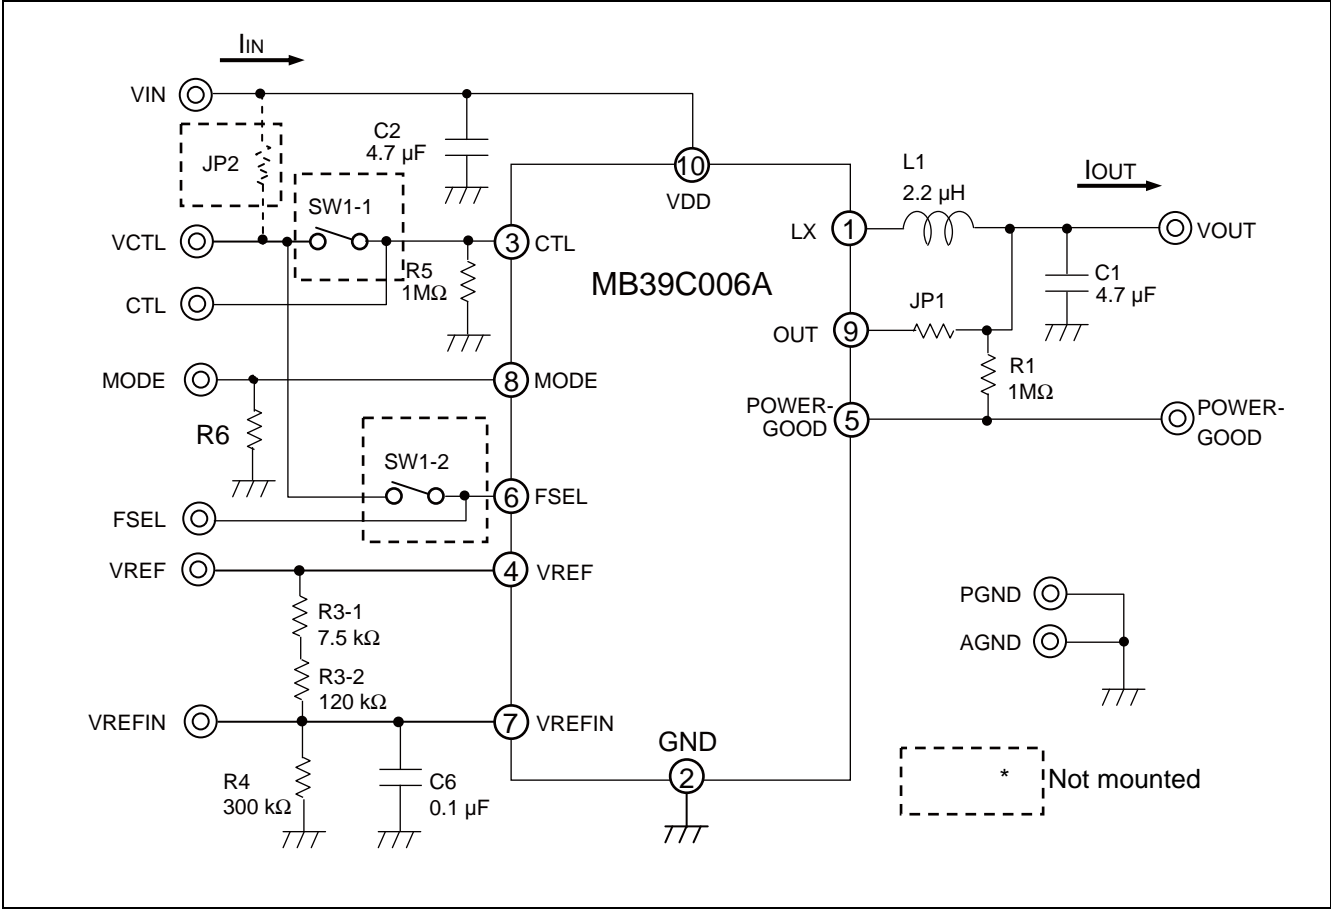 IIN
VIN
JP2
C2
4.7 µF
10
VDD
L1
2.2 µH
IOUT
SW1-1
VCTL
3
CTL
LX
1
VOUT
R5
1MΩ
MB39C006A
C1
4.7 µF
CTL
JP1
OUT
9
R1
1MΩ
MODE
8
MODE
POWER-
GOOD
5
POWER-
GOOD
R6
SW1-2
6
FSEL
FSEL
VREF
4
VREF
PGND
R3-1
7.5 kΩ
AGND
R3-2
120 kΩ
VREFIN
7
VREFIN
GND
2
R4
300 kΩ
C6
0.1 µF
* Not mounted